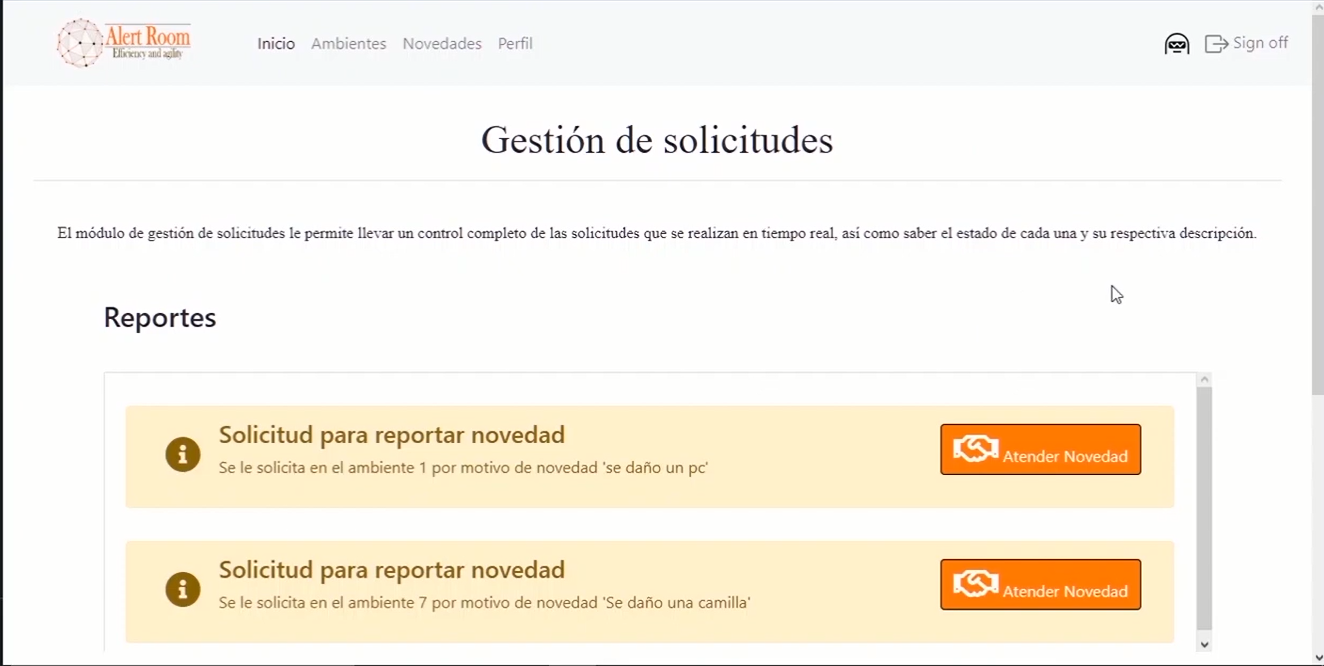 Alert Room
Efficiency and agility
Inicio Ambientes Novedades Perfil
Sign off
Gestión de solicitudes
El módulo de gestión de solicitudes le permite llevar un control completo de las solicitudes que se realizan en tiempo real, así como saber el estado de cada una y su respectiva descripción.
Reportes
Solicitud para reportar novedad
Se le solicita en el ambiente 1 por motivo de novedad 'se daño un pc'
Atender Novedad
Solicitud para reportar novedad
Se le solicita en el ambiente 7 por motivo de novedad 'Se daño una camilla'
Atender Novedad